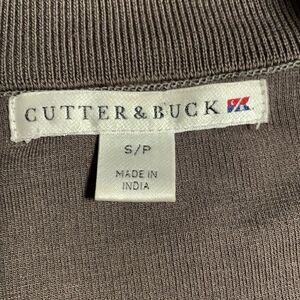 CUTTER & BUCK
S/P
MADE IN
INDIA